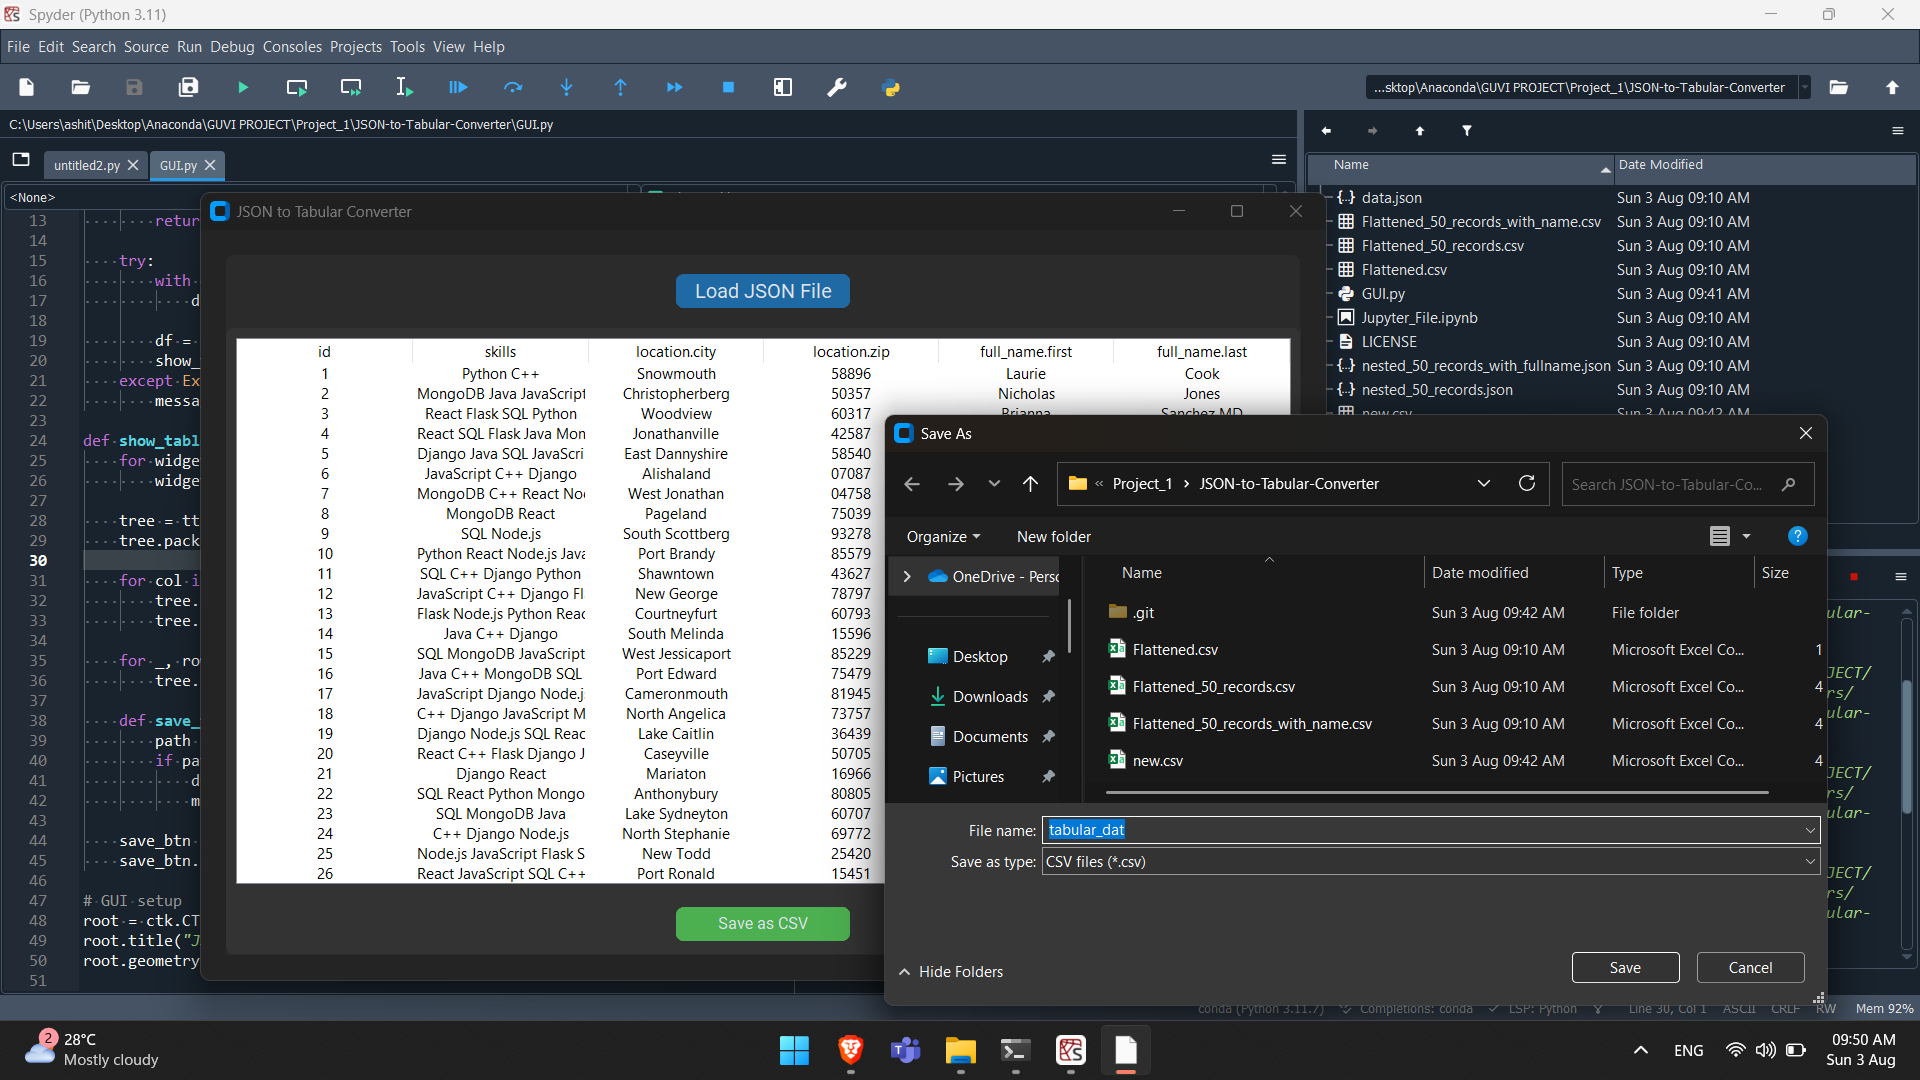 Spyder (Python 3.11)
File Edit Search Source Run Debug Consoles Projects Tools View Help
...sktop\Anaconda\GUVI PROJECT\Project_1\JSON-to-Tabular-Converter
C:\Users\ashit\Desktop\Anaconda\GUVI PROJECT\Project_1\JSON-to-Tabular-Converter\GUI.py
untitled2.py GUI.py
<None>
13 retur
14
15 try:
16 with
17 d
18
19 df =
20 show_
21 except Ex
22 messa
23
24 def show_tabl
25 for widge
26 widge
27
28 tree = tt
29 tree.pack
30
31 for col i
32 tree.
33 tree.
34
35 for _, ro
36 tree.
37
38 def save_
39 path
40 if pa
41 d
42 m
43
44 save_btn
45 save_btn.
46
47 # GUI setup
48 root = ctk.CT
49 root.title("J
50 root.geometry
51
JSON to Tabular Converter
Load JSON File
id skills location.city location.zip full_name.first full_name.last
1 Python C++ Snowmouth 58896 Laurie Cook
2 MongoDB Java JavaScript Christopherberg 50357 Nicholas Jones
3 React Flask SQL Python Woodview 60317 Brianna Sanchez MD
4 React SQL Flask Java Mon Jonathanville 42587
5 Django Java SQL JavaScri East Dannyshire 58540
6 JavaScript C++ Django Alishaland 07087
7 MongoDB C++ React No West Jonathan 04758
8 MongoDB React Pageland 75039
9 SQL Node.js South Scottberg 93278
10 Python React Node.js Java Port Brandy 85579
11 SQL C++ Django Python Shawntown 43627
12 JavaScript C++ Django Fl New George 78797
13 Flask Node.js Python Reac Courtneyfurt 60793
14 Java C++ Django South Melinda 15596
15 SQL MongoDB JavaScript West Jessicaport 85229
16 Java C++ MongoDB SQL Port Edward 75479
17 JavaScript Django Node.j Cameronmouth 81945
18 C++ Django JavaScript M North Angelica 73757
19 Django Node.js SQL Reac Lake Caitlin 36439
20 React C++ Flask Django J Caseyville 50705
21 Django React Mariaton 16966
22 SQL React Python Mongo Anthonybury 80805
23 SQL MongoDB Java Lake Sydneyton 60707
24 C++ Django Node.js North Stephanie 69772
25 Node.js JavaScript Flask S New Todd 25420
26 React JavaScript SQL C++ Port Ronald 15451
Save as CSV
Name Date Modified
data.json Sun 3 Aug 09:10 AM
Flattened_50_records_with_name.csv Sun 3 Aug 09:10 AM
Flattened_50_records.csv Sun 3 Aug 09:10 AM
Flattened.csv Sun 3 Aug 09:10 AM
GUI.py Sun 3 Aug 09:41 AM
Jupyter_File.ipynb Sun 3 Aug 09:10 AM
LICENSE Sun 3 Aug 09:10 AM
nested_50_records_with_fullname.json Sun 3 Aug 09:10 AM
nested_50_records.json Sun 3 Aug 09:10 AM
new.csv Sun 3 Aug 09:42 AM
Save As
« Project_1 › JSON-to-Tabular-Converter
Search JSON-to-Tabular-Co...
Organize New folder
?
OneDrive - Perso
Desktop
Downloads
Documents
Pictures
Name Date modified Type Size
.git Sun 3 Aug 09:42 AM File folder
Flattened.csv Sun 3 Aug 09:10 AM Microsoft Excel Co... 1
Flattened_50_records.csv Sun 3 Aug 09:10 AM Microsoft Excel Co... 4
Flattened_50_records_with_name.csv Sun 3 Aug 09:10 AM Microsoft Excel Co... 4
new.csv Sun 3 Aug 09:42 AM Microsoft Excel Co... 4
File name: tabular_dat
Save as type: CSV files (*.csv)
Hide Folders
Save Cancel
ular-
JECT/
rs/
ular-
JECT/
rs/
ular-
JECT/
rs/
ular-
conda (Python 3.11.7) Completions: conda LSP: Python Line 30, Col 1 ASCII CRLF RW Mem 92%
2
28°C
Mostly cloudy
ENG
09:50 AM
Sun 3 Aug